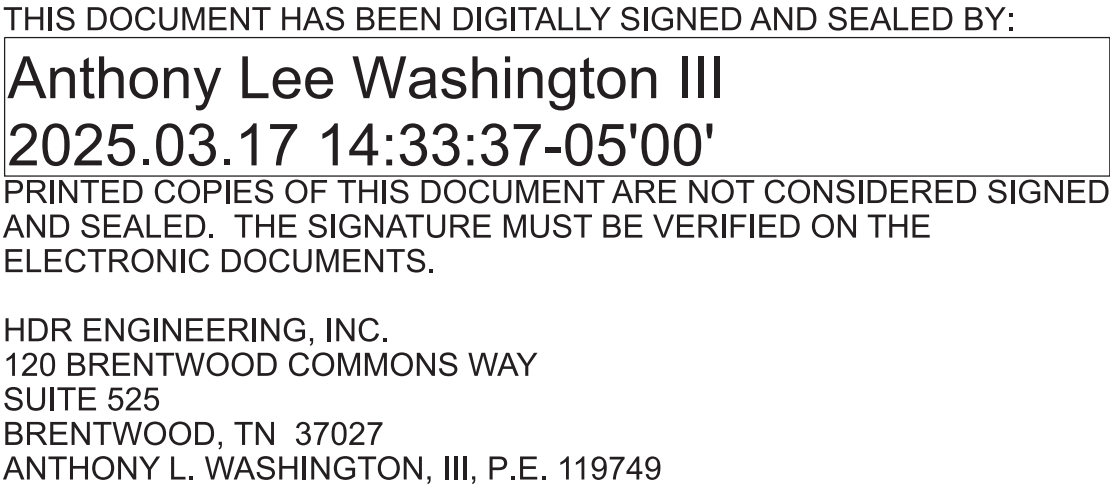 THIS DOCUMENT HAS BEEN DIGITALLY SIGNED AND SEALED BY:
Anthony Lee Washington III
2025.03.17 14:33:37-05'00'
PRINTED COPIES OF THIS DOCUMENT ARE NOT CONSIDERED SIGNED
AND SEALED.  THE SIGNATURE MUST BE VERIFIED ON THE
ELECTRONIC DOCUMENTS.
HDR ENGINEERING, INC.
120 BRENTWOOD COMMONS WAY
SUITE 525
BRENTWOOD, TN  37027
ANTHONY L. WASHINGTON, III, P.E. 119749